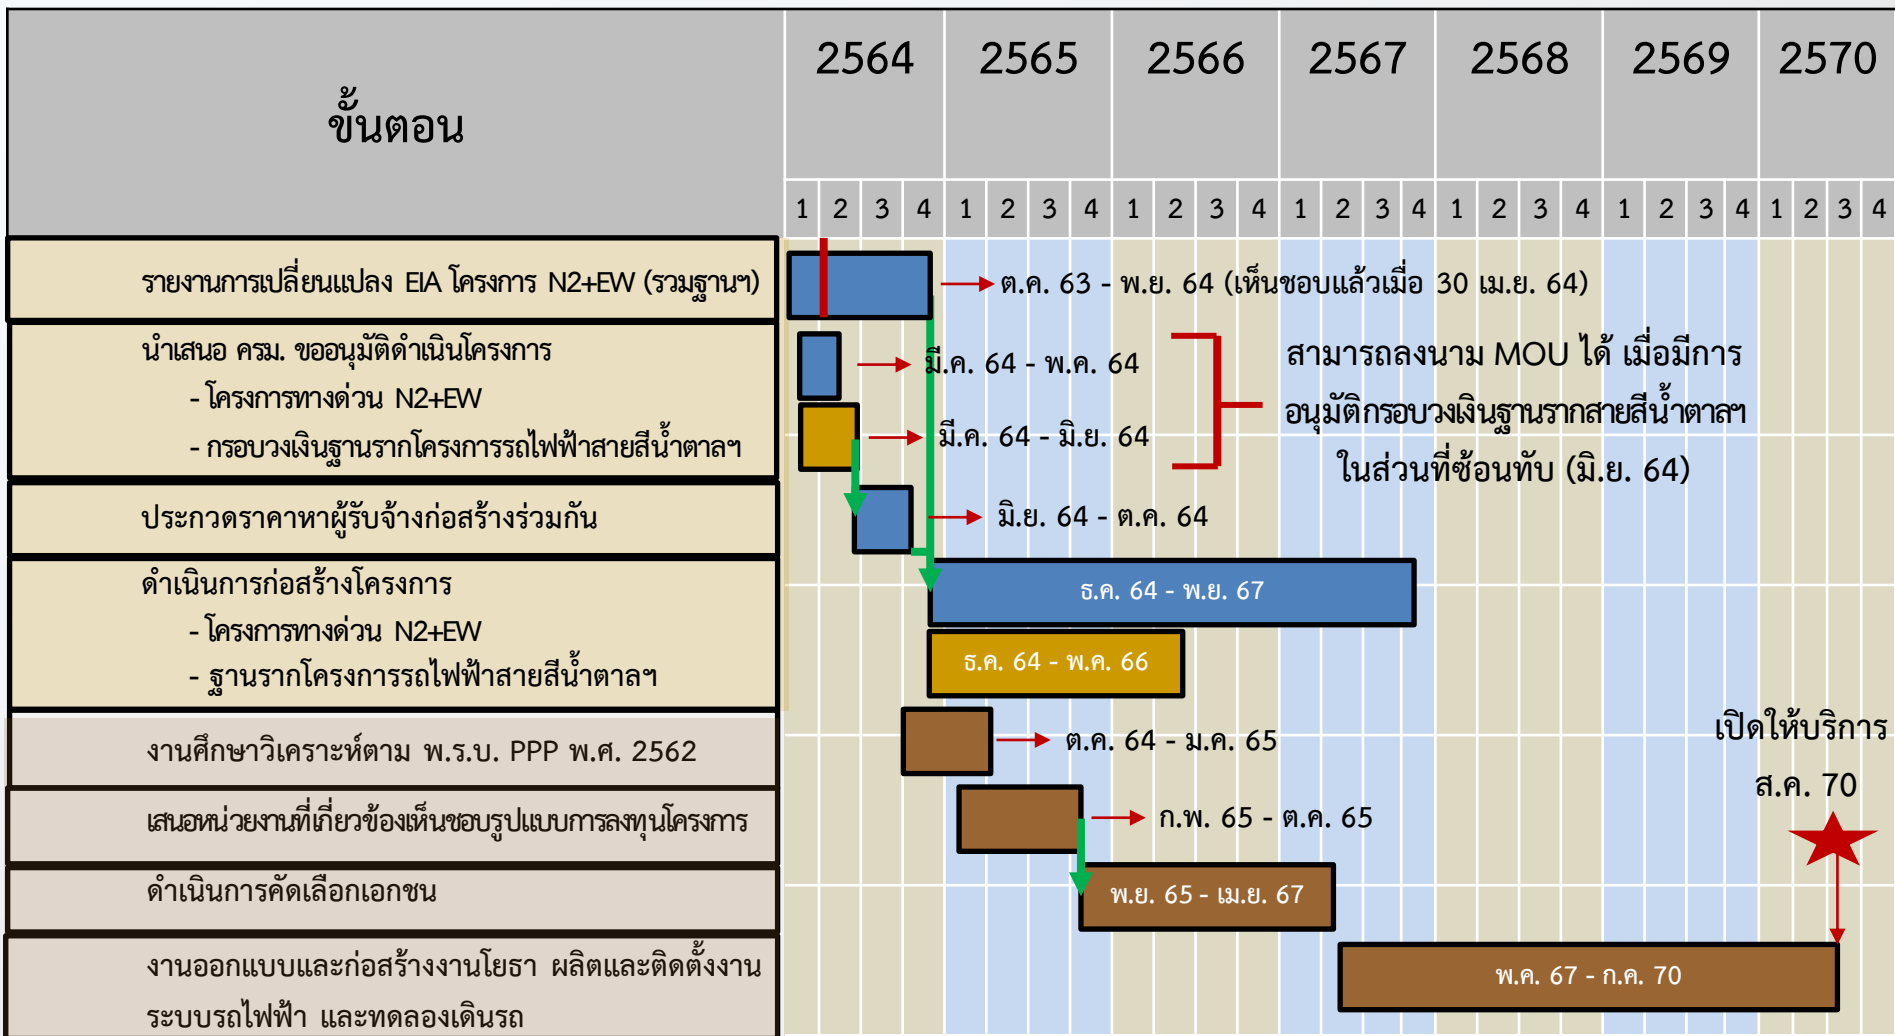 ขั้นตอน
2564 2565 2566 2567 2568 2569 2570
1 2 3 4 1 2 3 4 1 2 3 4 1 2 3 4 1 2 3 4 1 2 3 4 1 2 3 4
รายงานการเปลี่ยนแปลง EIA โครงการ N2+EW (รวมฐานฯ)
ต.ค. 63 - พ.ย. 64 (เห็นชอบแล้วเมื่อ 30 เม.ย. 64)
นำเสนอ ครม. ขออนุมัติดำเนินโครงการ
- โครงการทางด่วน N2+EW
- กรอบวงเงินฐานรากโครงการรถไฟฟ้าสายสีน้ำตาลฯ
มี.ค. 64 - พ.ค. 64
มี.ค. 64 - มิ.ย. 64
สามารถลงนาม MOU ได้ เมื่อมีการ
อนุมัติกรอบวงเงินฐานรากสายสีน้ำตาลฯ
ในส่วนที่ซ้อนทับ (มิ.ย. 64)
ประกวดราคาหาผู้รับจ้างก่อสร้างร่วมกัน
มิ.ย. 64 - ต.ค. 64
ดำเนินการก่อสร้างโครงการ
- โครงการทางด่วน N2+EW
- ฐานรากโครงการรถไฟฟ้าสายสีน้ำตาลฯ
ธ.ค. 64 - พ.ย. 67
ธ.ค. 64 - พ.ค. 66
งานศึกษาวิเคราะห์ตาม พ.ร.บ. PPP พ.ศ. 2562
ต.ค. 64 - ม.ค. 65
เปิดให้บริการ
ส.ค. 70
เสนอหน่วยงานที่เกี่ยวข้องเห็นชอบรูปแบบการลงทุนโครงการ
ก.พ. 65 - ต.ค. 65
ดำเนินการคัดเลือกเอกชน
พ.ย. 65 - เม.ย. 67
งานออกแบบและก่อสร้างงานโยธา ผลิตและติดตั้งงาน
ระบบรถไฟฟ้า และทดลองเดินรถ
พ.ค. 67 - ก.ค. 70